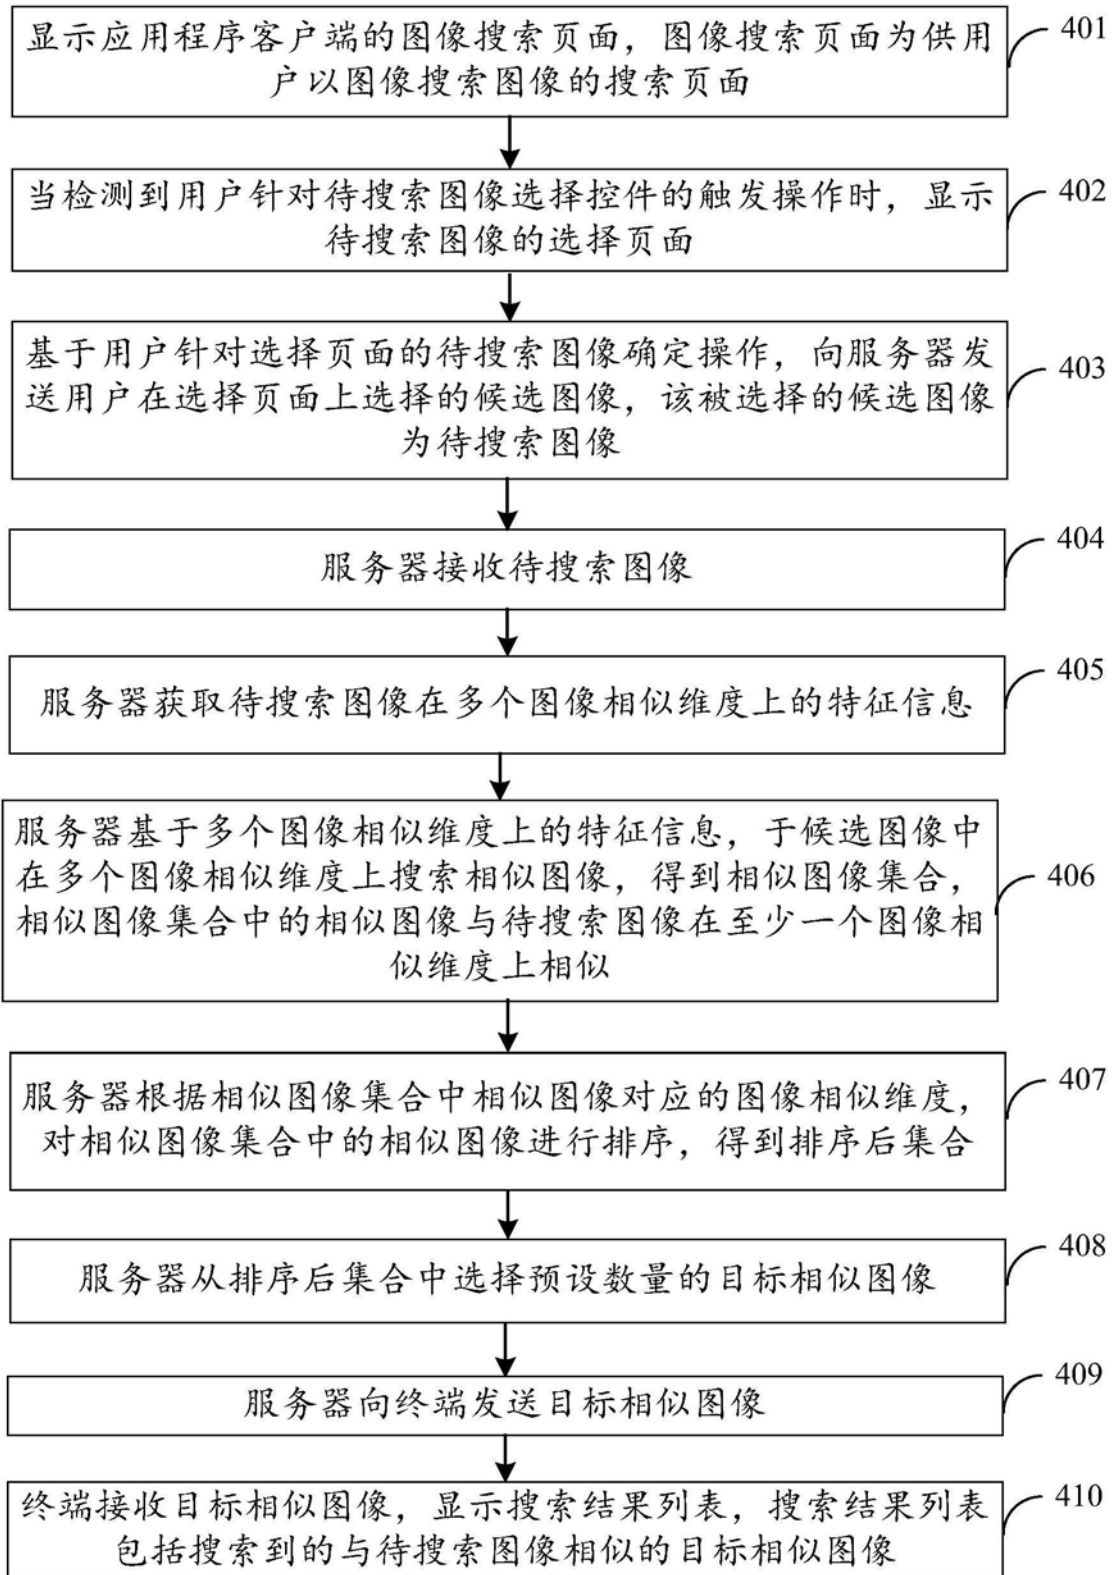 显示应用程序客户端的图像搜索页面，图像搜索页面为供用
户以图像搜索图像的搜索页面
401
当检测到用户针对待搜索图像选择控件的触发操作时，显示
待搜索图像的选择页面
402
基于用户针对选择页面的待搜索图像确定操作，向服务器发
送用户在选择页面上选择的候选图像，该被选择的候选图像
为待搜索图像
403
服务器接收待搜索图像
404
服务器获取待搜索图像在多个图像相似维度上的特征信息
405
服务器基于多个图像相似维度上的特征信息，于候选图像中
在多个图像相似维度上搜索相似图像，得到相似图像集合，
相似图像集合中的相似图像与待搜索图像在至少一个图像相
似维度上相似
406
服务器根据相似图像集合中相似图像对应的图像相似维度，
对相似图像集合中的相似图像进行排序，得到排序后集合
407
服务器从排序后集合中选择预设数量的目标相似图像
408
服务器向终端发送目标相似图像
409
终端接收目标相似图像，显示搜索结果列表，搜索结果列表
包括搜索到的与待搜索图像相似的目标相似图像
410